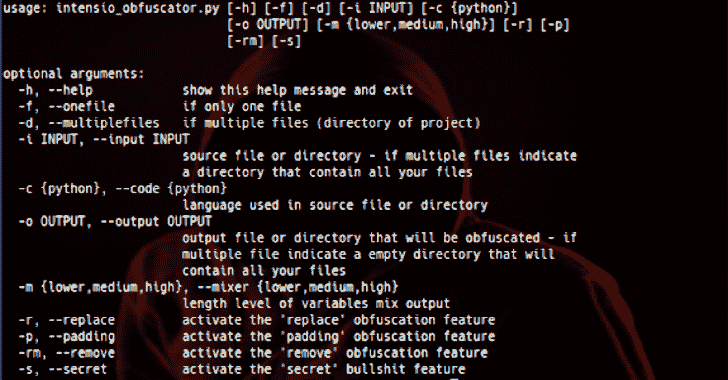 usage: intensio_obfuscator.py [-h] [-f] [-d] [-i INPUT] [-c {python}]
[-o OUTPUT] [-m {lower,medium,high}] [-r] [-p]
[-rm] [-s]
optional arguments:
-h, --help show this help message and exit
-f, --onefile if only one file
-d, --multiplefiles if multiple files (directory of project)
-i INPUT, --input INPUT
source file or directory - if multiple files indicate
a directory that contain all your files
-c {python}, --code {python}
language used in source file or directory
-o OUTPUT, --output OUTPUT
output file or directory that will be obfuscated - if
multiple file indicate a empty directory that will
contain all your files
-m {lower,medium,high}, --mixer {lower,medium,high}
length level of variables mix output
-r, --replace activate the 'replace' obfuscation feature
-p, --padding activate the 'padding' obfuscation feature
-rm, --remove activate the 'remove' obfuscation feature
-s, --secret activate the 'secret' bullshit feature